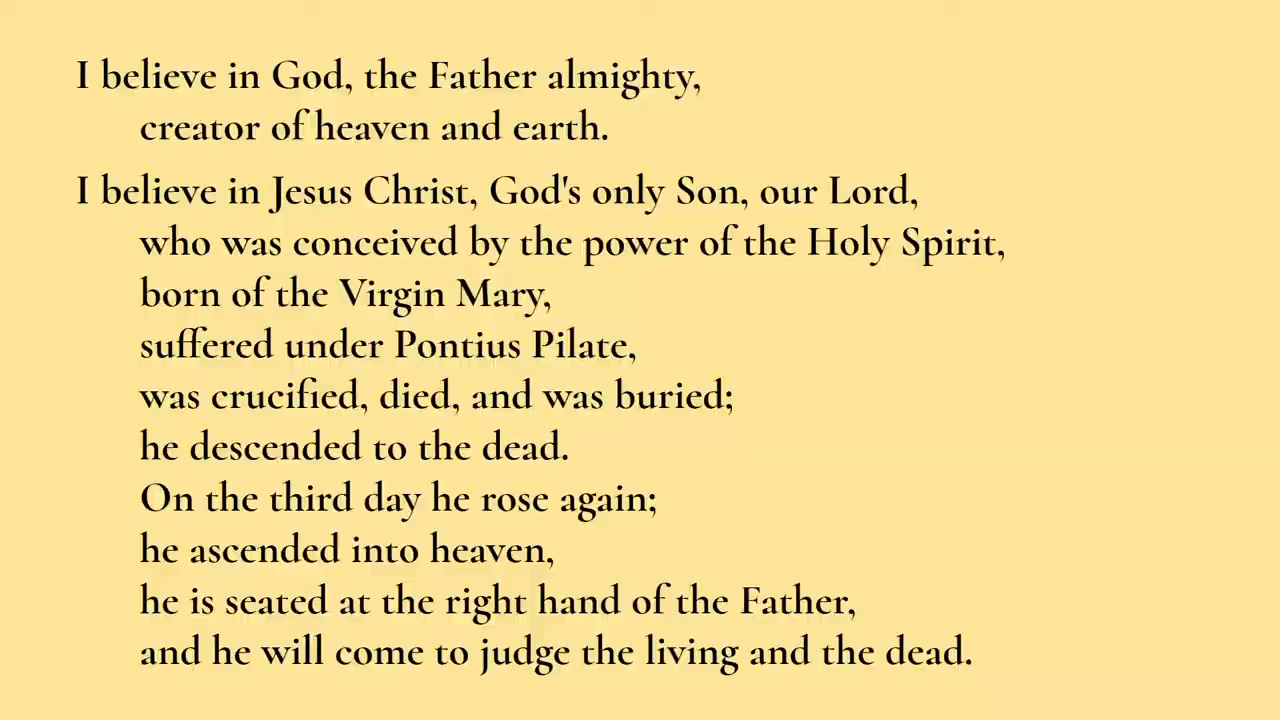 I believe in God, the Father almighty,
creator of heaven and earth.
I believe in Jesus Christ, God's only Son, our Lord,
who was conceived by the power of the Holy Spirit,
born of the Virgin Mary,
suffered under Pontius Pilate,
was crucified, died, and was buried;
he descended to the dead.
On the third day he rose again;
he ascended into heaven,
he is seated at the right hand of the Father,
and he will come to judge the living and the dead.